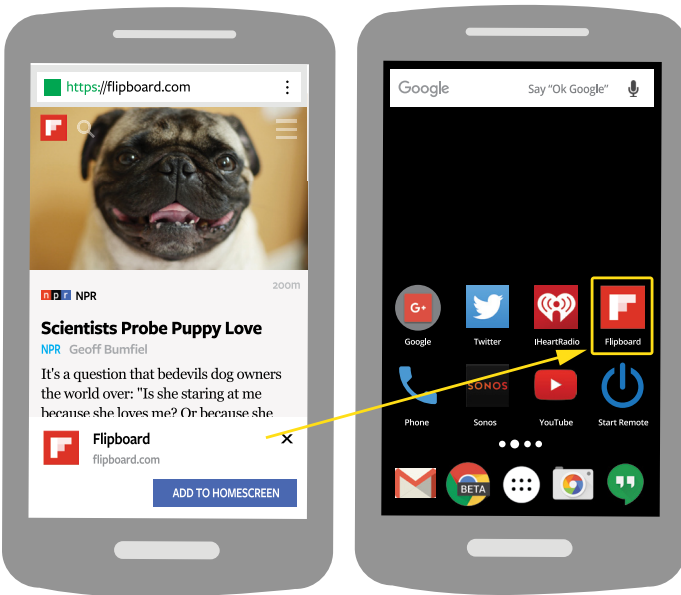 https://flipboard.com
200m
npr NPR
Scientists Probe Puppy Love
NPR Geoff Bumfiel
It's a question that bedevils dog owners
the world over: "Is she staring at me
because she loves me? Or because she
Flipboard
flipboard.com
ADD TO HOMESCREEN
Google Say "Ok Google"
G+
Google Twitter IHeartRadio Flipboard
SONOS
Phone Sonos YouTube Start Remote
BETA